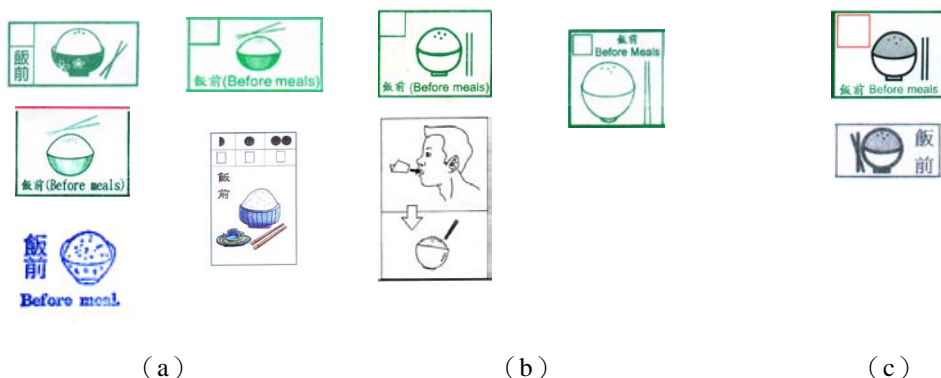 飯前
飯前(Before meals)
飯前(Before meals)
飯前
Before meal.
飯前
飯前 (Before meals)
飯前
Before Meals
飯前 Before meals
飯前
(a)
(b)
(c)